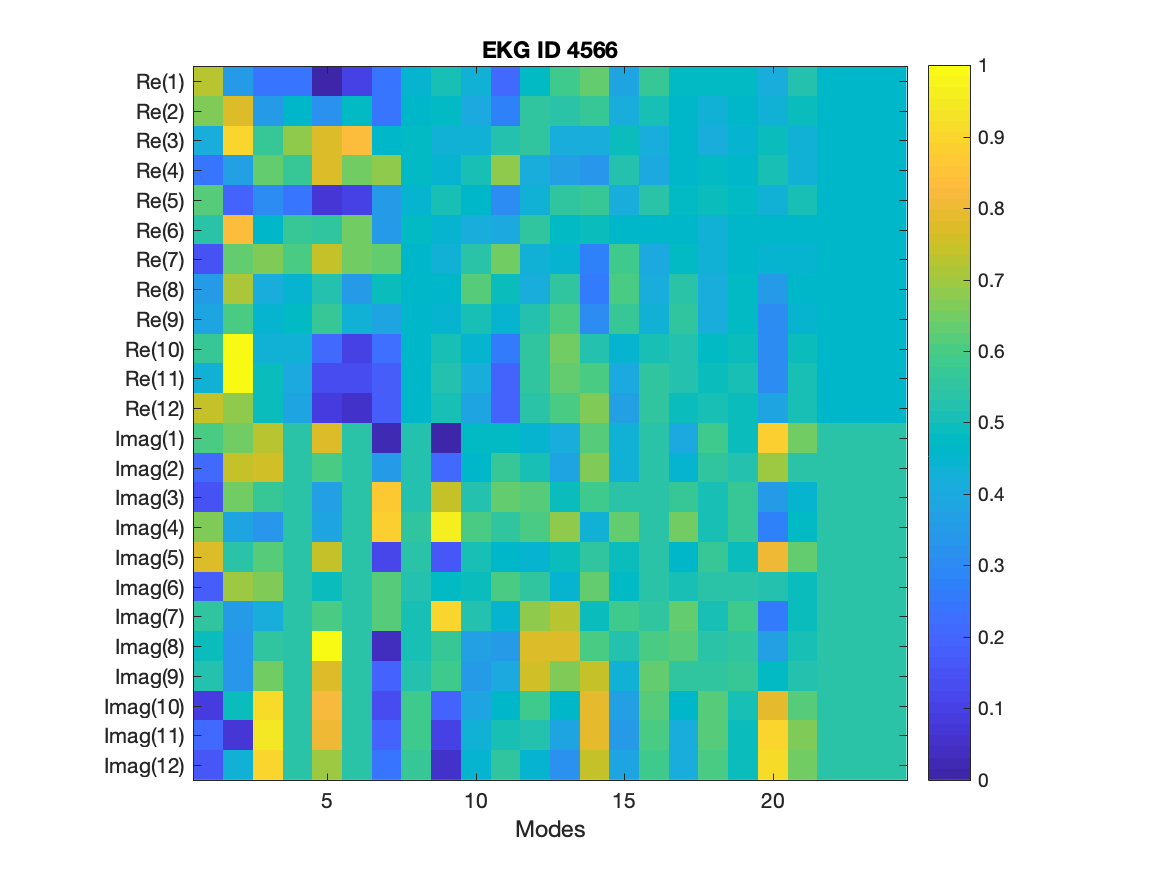 EKG ID 4566
Re(1)
Re(2)
Re(3)
Re(4)
Re(5)
Re(6)
Re(7)
Re(8)
Re(9)
Re(10)
Re(11)
Re(12)
Imag(1)
Imag(2)
Imag(3)
Imag(4)
Imag(5)
Imag(6)
Imag(7)
Imag(8)
Imag(9)
Imag(10)
Imag(11)
Imag(12)
5 10 15 20
Modes
1
0.9
0.8
0.7
0.6
0.5
0.4
0.3
0.2
0.1
0